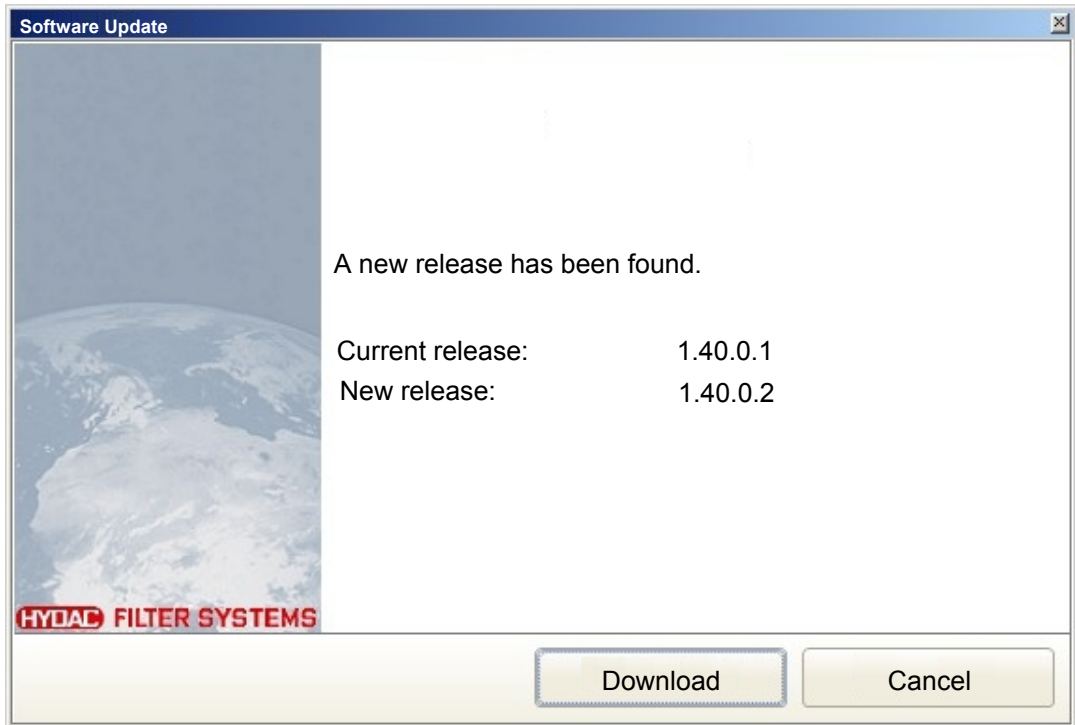 Software Update
A new release has been found.
Current release: 1.40.0.1
New release: 1.40.0.2
HYDAC FILTER SYSTEMS
Download Cancel